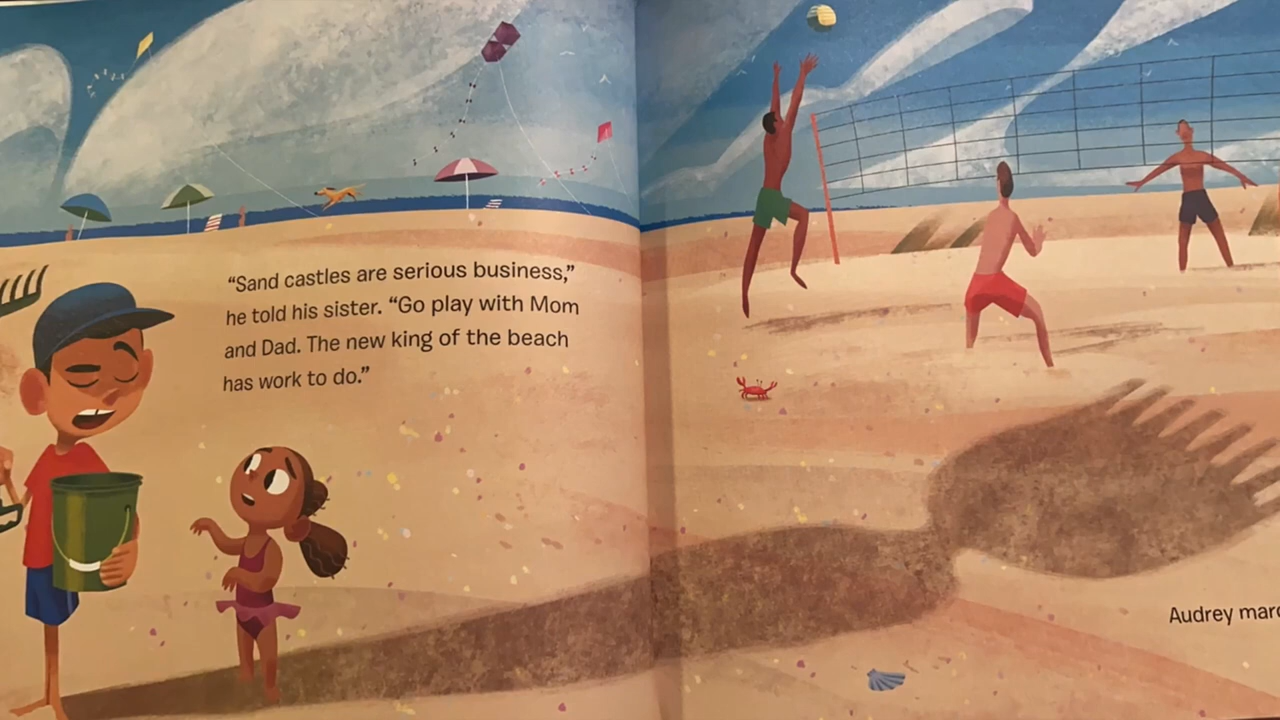 “Sand castles are serious business,”
he told his sister. “Go play with Mom
and Dad. The new king of the beach
has work to do.”
Audrey